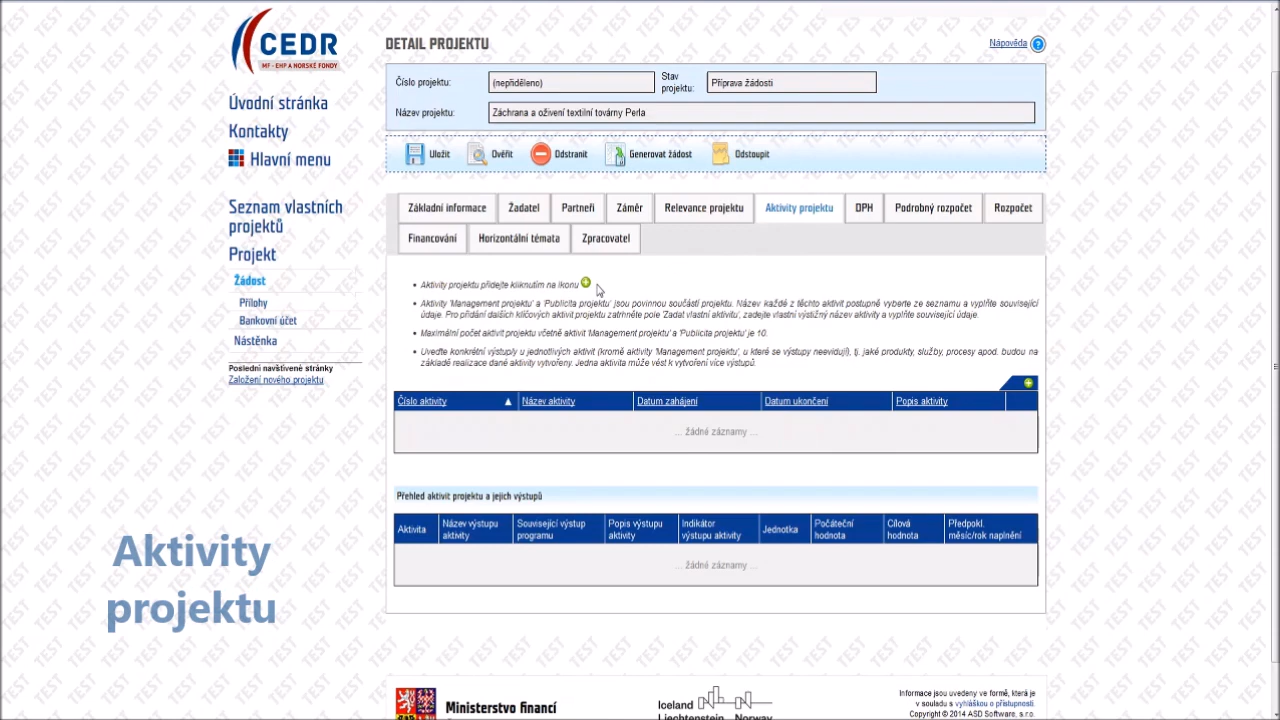 CEDR
MF - EHP A NORSKÉ FONDY
Úvodní stránka
Kontakty
Hlavní menu
Seznam vlastních
projektů
Projekt
Žádost
Přílohy
Bankovní účet
Nástěnka
Poslední navštívené stránky
Založení nového projektu
Aktivity
projektu
DETAIL PROJEKTU
Nápověda ?
Číslo projektu: (nepřiděleno) Stav projektu: Příprava žádosti
Název projektu: Záchrana a oživení textilní továrny Perla
Uložit Ověřit Odstranit Generovat žádost Odstoupit
Základní informace Žadatel Partneři Záměr Relevance projektu Aktivity projektu DPH Podrobný rozpočet Rozpočet
Financování Horizontální témata Zpracovatel
Aktivity projektu přidejte kliknutím na ikonu
Aktivity 'Management projektu' a 'Publicita projektu' jsou povinnou součástí projektu. Název každé z těchto aktivit postupně vyberte ze seznamu a vyplňte související
údaje. Pro přidání dalších klíčových aktivit projektu zatrhněte pole 'Zadat vlastní aktivitu', zadejte vlastní výstižný název aktivity a vyplňte související údaje.
Maximální počet aktivit projektu včetně aktivit 'Management projektu' a 'Publicita projektu' je 10.
Uveďte konkrétní výstupy u jednotlivých aktivit (kromě aktivity 'Management projektu', u které se výstupy neevidují), tj. jaké produkty, služby, procesy apod. budou na
základě realizace dané aktivity vytvořeny. Jedna aktivita může vést k vytvoření více výstupů.
Číslo aktivity ▲ Název aktivity Datum zahájení Datum ukončení Popis aktivity
... žádné záznamy ...
Přehled aktivit projektu a jejich výstupů
Aktivita Název výstupu aktivity Související výstup programu Popis výstupu aktivity Indikátor výstupu aktivity Jednotka Počáteční hodnota Cílová hodnota Předpokl. měsíc/rok naplnění
... žádné záznamy ...
Ministerstvo financí
Iceland
Liechtenstein Norway
Informace jsou uvedeny ve formě, která je
v souladu s vyhláškou o přístupnosti.
Copyright © 2014 ASD Software, s.r.o.
TEST